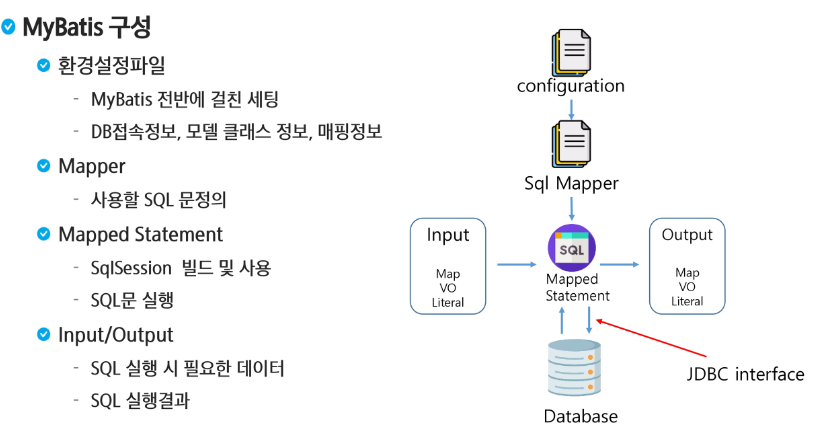 MyBatis 구성
환경설정파일
- MyBatis 전반에 걸친 세팅
- DB접속정보, 모델 클래스 정보, 매핑정보
Mapper
- 사용할 SQL 문정의
Mapped Statement
- SqlSession 빌드 및 사용
- SQL문 실행
Input/Output
- SQL 실행 시 필요한 데이터
- SQL 실행결과
configuration
Sql Mapper
Input
Map
VO
Literal
SQL
Mapped
Statement
Output
Map
VO
Literal
JDBC interface
Database